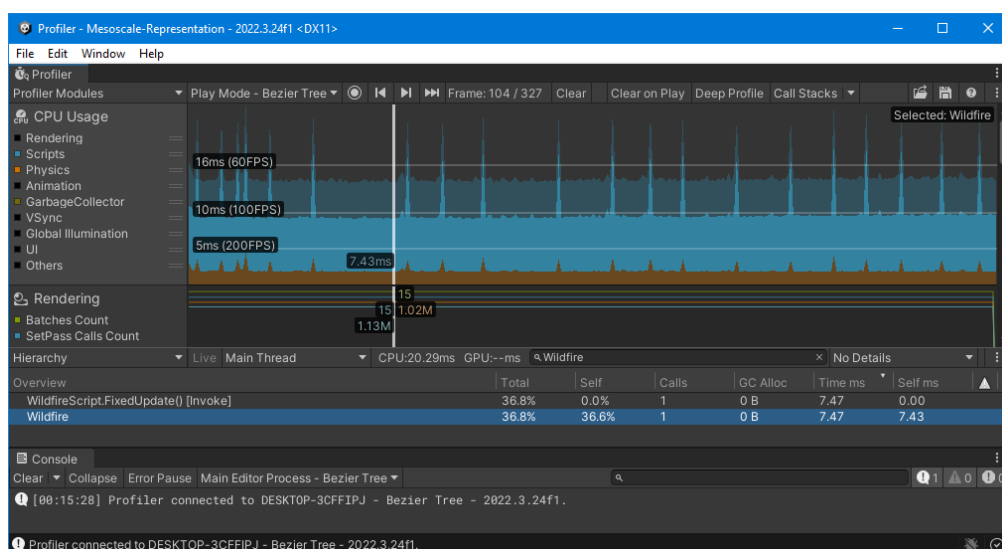 Profiler - Mesoscale-Representation - 2022.3.24f1 <DX11>
File Edit Window Help
Profiler
Profiler Modules Play Mode - Bezier Tree Frame: 104 / 327 Clear Clear on Play Deep Profile Call Stacks
CPU Usage Selected: Wildfire
Rendering
Scripts
Physics
Animation
GarbageCollector
VSync
Global Illumination
UI
Others
16ms (60FPS)
10ms (100FPS)
5ms (200FPS)
7.43ms
Rendering
Batches Count
SetPass Calls Count
15
15 1.02M
1.13M
Hierarchy Live Main Thread CPU:20.29ms GPU:--ms Wildfire No Details
Overview Total Self Calls GC Alloc Time ms Self ms
WildfireScript.FixedUpdate() [Invoke] 36.8% 0.0% 1 0 B 7.47 0.00
Wildfire 36.8% 36.6% 1 0 B 7.47 7.43
Console
Clear Collapse Error Pause Main Editor Process - Bezier Tree 1 0
[00:15:28] Profiler connected to DESKTOP-3CFFIPJ - Bezier Tree - 2022.3.24f1.
Profiler connected to DESKTOP-3CFFIPJ - Bezier Tree - 2022.3.24f1.